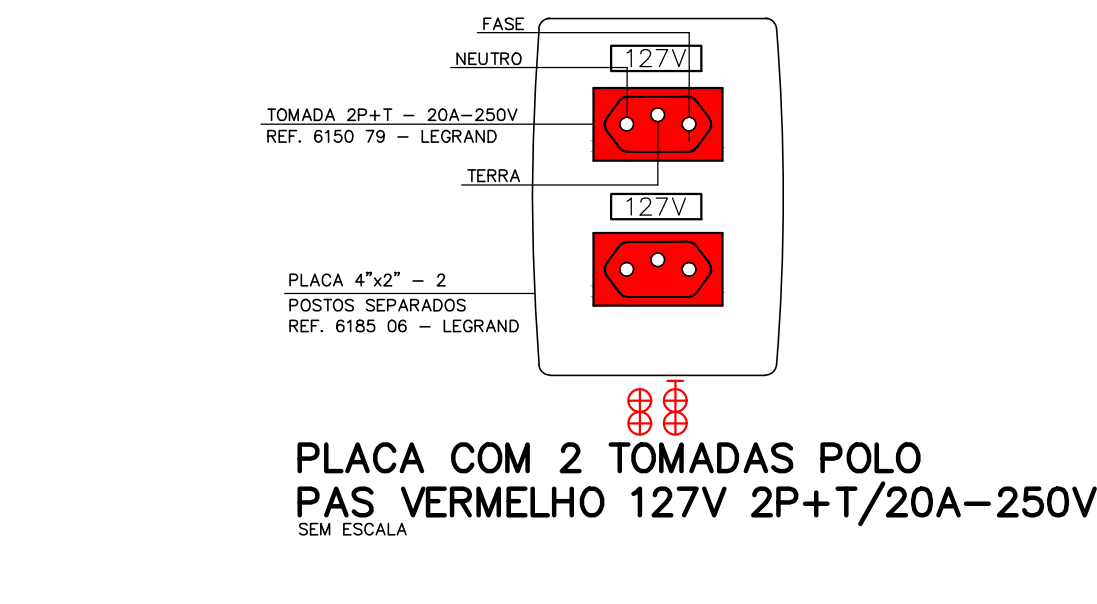 FASE
127V
NEUTRO
TOMADA 2P+T - 20A-250V
REF. 6150 79 - LEGRAND
TERRA
127V
PLACA 4"x2" - 2
POSTOS SEPARADOS
REF. 6185 06 - LEGRAND
PLACA COM 2 TOMADAS POLO
PAS VERMELHO 127V 2P+T/20A-250V
SEM ESCALA